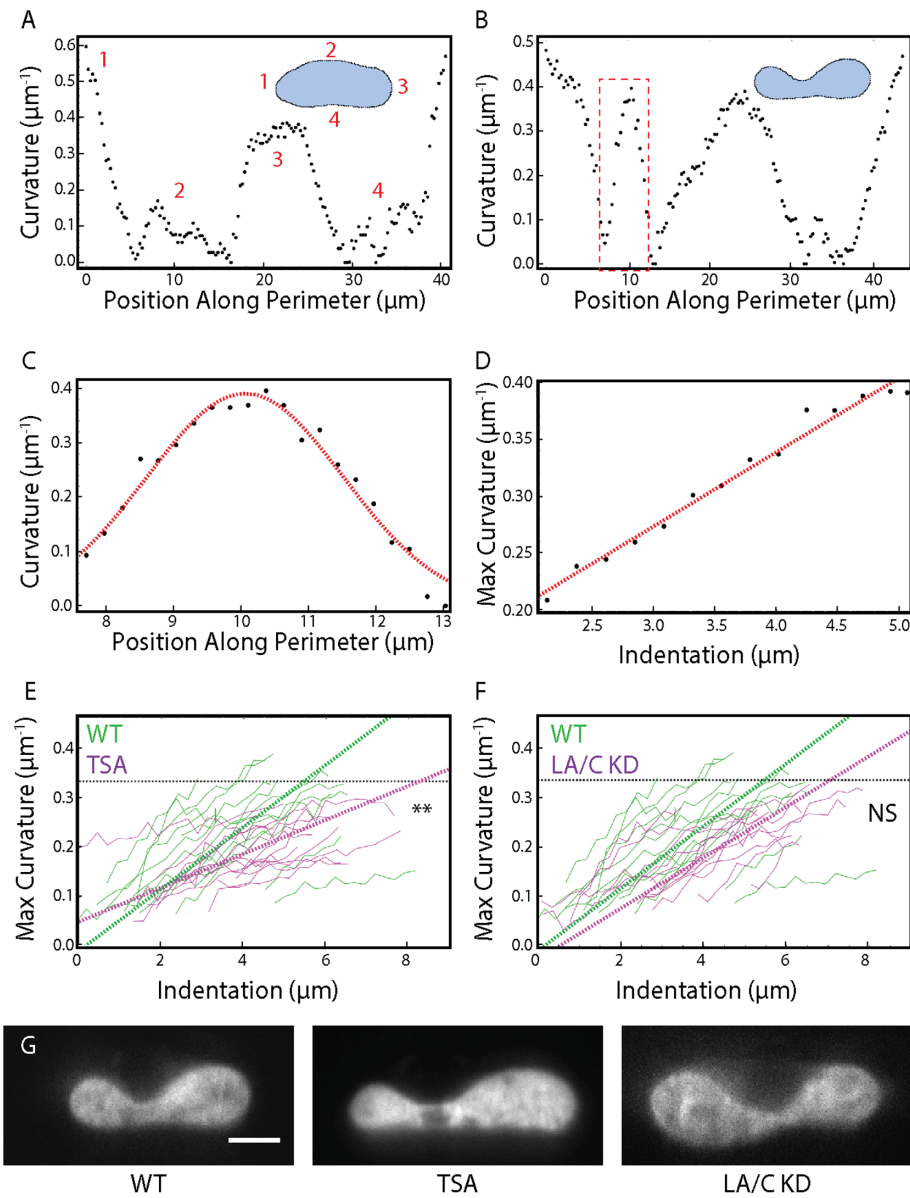 A
B
0.6
0.5
0.4
0.3
0.2
0.1
0.0
1
2
3
4
1
2
3
4
0
10
20
30
40
Curvature (µm⁻¹)
Position Along Perimeter (µm)
0.5
0.4
0.3
0.2
0.1
0.0
0
10
20
30
40
Curvature (µm⁻¹)
Position Along Perimeter (µm)
C
D
0.4
0.3
0.2
0.1
0.0
8
9
10
11
12
13
Curvature (µm⁻¹)
Position Along Perimeter (µm)
0.40
0.35
0.30
0.25
0.20
2.5
3.0
3.5
4.0
4.5
5.0
Max Curvature (µm⁻¹)
Indentation (µm)
E
F
WT
TSA
**
0.4
0.3
0.2
0.1
0.0
0
2
4
6
8
Max Curvature (µm⁻¹)
Indentation (µm)
WT
LA/C KD
NS
0.4
0.3
0.2
0.1
0.0
0
2
4
6
8
Max Curvature (µm⁻¹)
Indentation (µm)
G
WT
TSA
LA/C KD